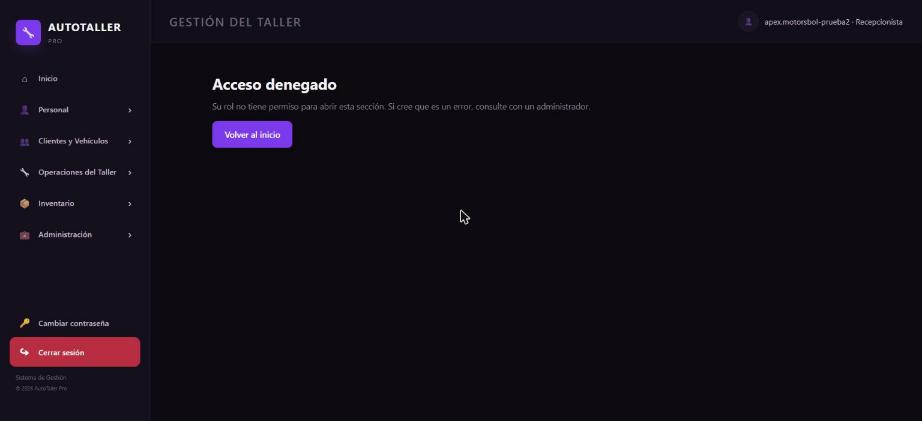 AUTOTALLER
PRO
Inicio
Personal
Clientes y Vehículos
Operaciones del Taller
Inventario
Administración
Cambiar contraseña
Cerrar sesión
Sistema de Gestión
© 2026 AutoTaller Pro
GESTIÓN DEL TALLER
apex.motorsbol-prueba2 · Recepcionista
Acceso denegado
Su rol no tiene permiso para abrir esta sección. Si cree que es un error, consulte con un administrador.
Volver al inicio